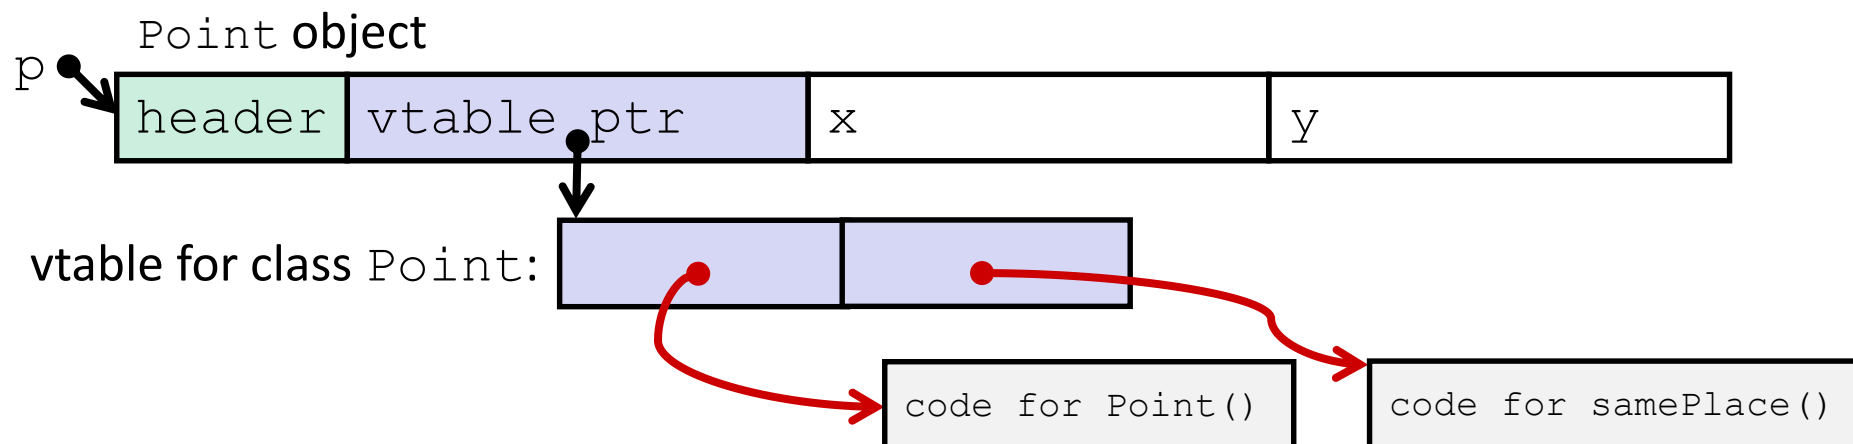 Point object
p
header vtable ptr x y
vtable for class Point:
code for Point() code for samePlace()